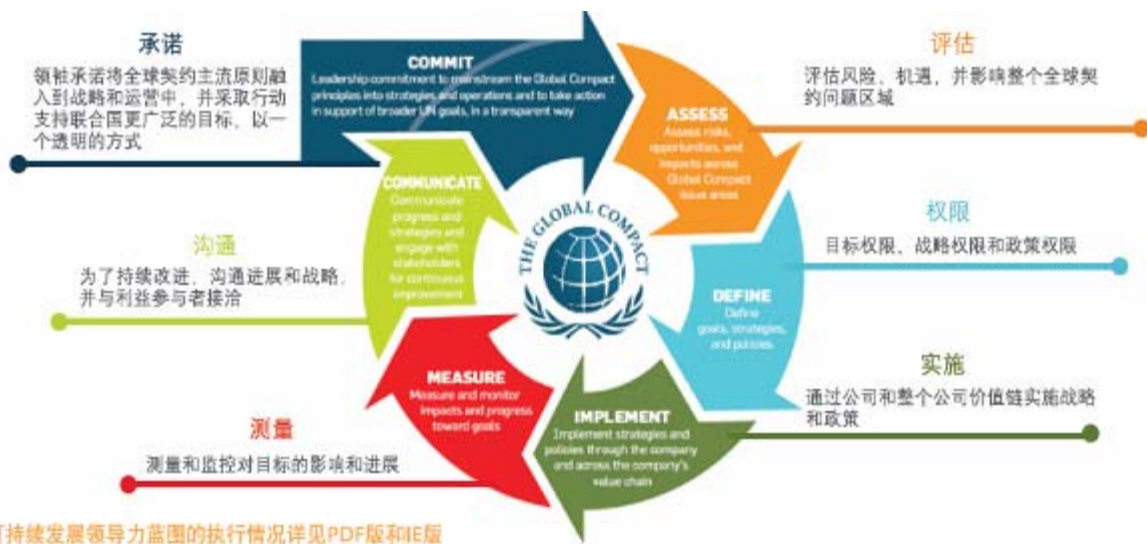 承诺
领袖承诺将全球契约主流原则融
入到战略和运营中，并采取行动
支持联合国更广泛的目标，以一
个透明的方式
COMMIT
Leadership commitment to mainstream the Global Compact
principles into strategies and operations and to take action
in support of broader UN goals, in a transparent way
评估
评估风险、机遇，并影响整个全球契
约问题区域
ASSESS
Assess risks,
opportunities, and
impacts across
Global Compact
issue areas
权限
目标权限、战略权限和政策权限
DEFINE
Define
goals, strategies,
and policies
实施
通过公司和整个公司价值链实施战略
和政策
IMPLEMENT
Implement strategies and
policies through the company
and across the company's
value chain
测量
测量和监控对目标的影响和进展
MEASURE
Measure and monitor
impacts and progress
toward goals
沟通
为了持续改进，沟通进展和战略，
并与利益参与者接洽
COMMUNICATE
Communicate
progress and
strategies and
engage with
stakeholders
for continuous
improvement
THE GLOBAL COMPACT
持续发展领导力蓝图的执行情况详见PDF版和IE版